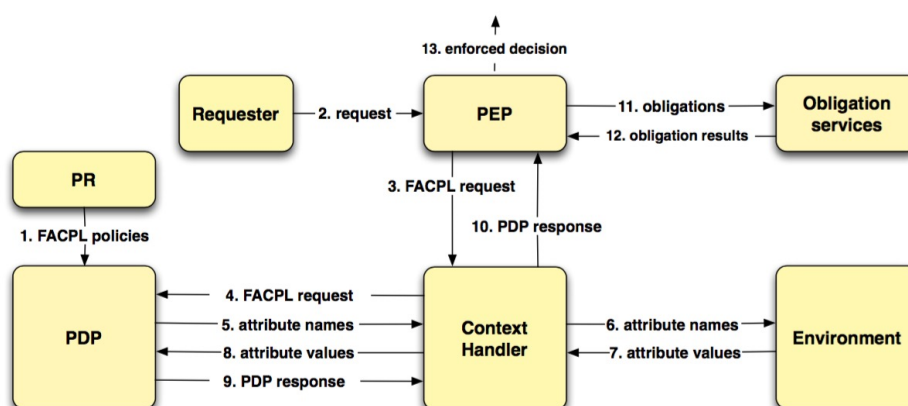 13. enforced decision
Requester
2. request
PEP
11. obligations
12. obligation results
Obligation
services
PR
3. FACPL request
10. PDP response
1. FACPL policies
PDP
4. FACPL request
5. attribute names
8. attribute values
9. PDP response
Context
Handler
6. attribute names
7. attribute values
Environment